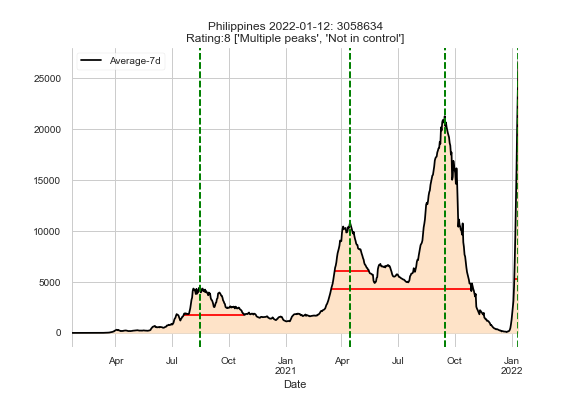 Philippines 2022-01-12: 3058634
Rating:8 ['Multiple peaks', 'Not in control']
Average-7d
25000
20000
15000
10000
5000
0
Apr Jul Oct Jan Apr Jul Oct Jan
2021 2022
Date